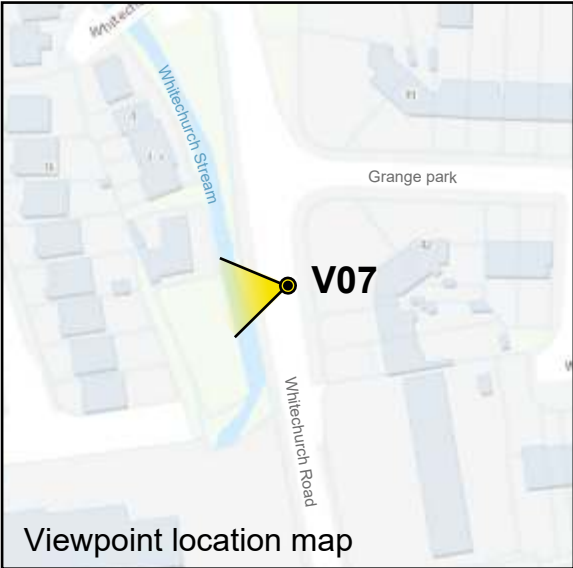 Whitechurch Stream
Grange park
V07
Whitechurch Road
Viewpoint location map